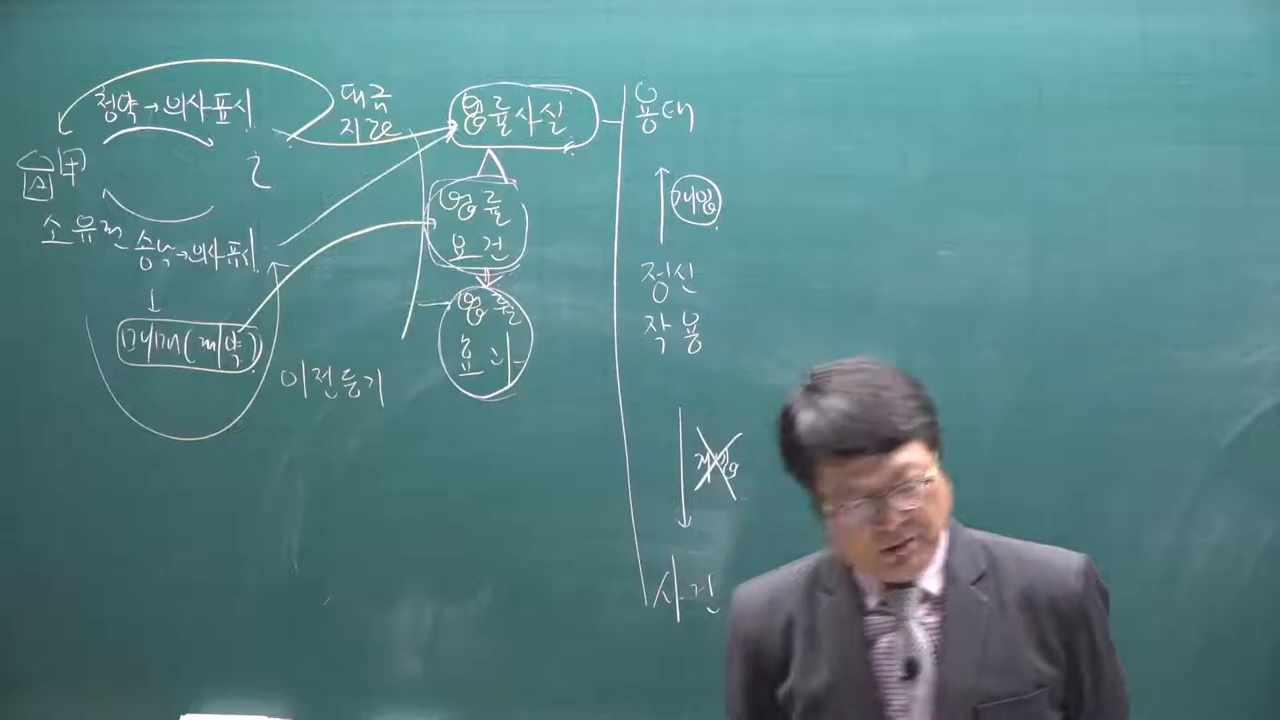 청약→의사표시
甲
乙
소유권
승낙→의사표시
↓
매매(계약)
이전등기
대금
지급
법률사실
법률
요건
법률
효과
용태
개입
정신
작용
개입
사건